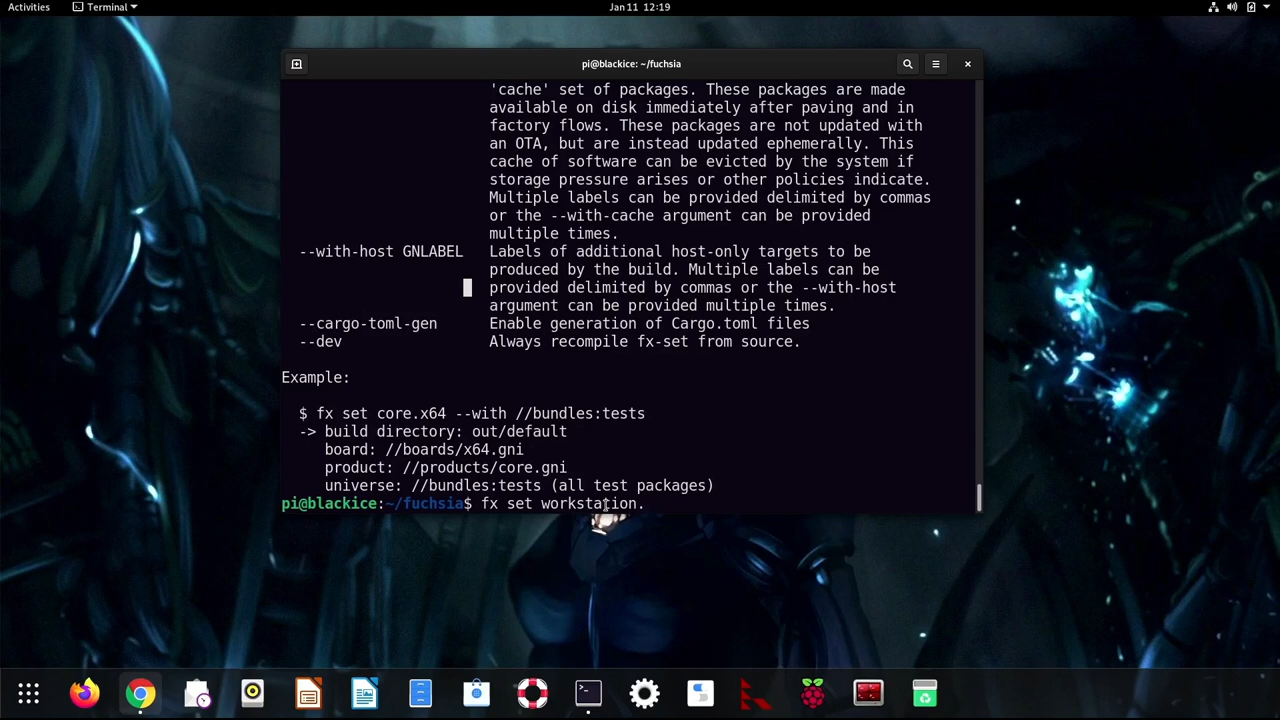 Activities
Terminal
Jan 11 12:19
pi@blackice: ~/fuchsia
'cache' set of packages. These packages are made
available on disk immediately after paving and in
factory flows. These packages are not updated with
an OTA, but are instead updated ephemerally. This
cache of software can be evicted by the system if
storage pressure arises or other policies indicate.
Multiple labels can be provided delimited by commas
or the --with-cache argument can be provided
multiple times.
--with-host GNLABEL Labels of additional host-only targets to be
produced by the build. Multiple labels can be
provided delimited by commas or the --with-host
argument can be provided multiple times.
--cargo-toml-gen Enable generation of Cargo.toml files
--dev Always recompile fx-set from source.
Example:
$ fx set core.x64 --with //bundles:tests
-> build directory: out/default
board: //boards/x64.gni
product: //products/core.gni
universe: //bundles:tests (all test packages)
pi@blackice:~/fuchsia$ fx set workstation.